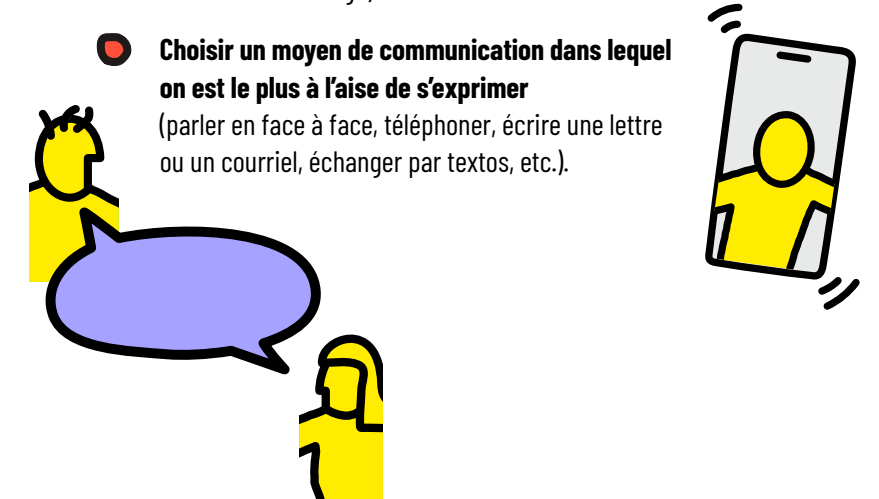 Choisir un moyen de communication dans lequel
on est le plus à l’aise de s’exprimer
(parler en face à face, téléphoner, écrire une lettre
ou un courriel, échanger par textos, etc.).